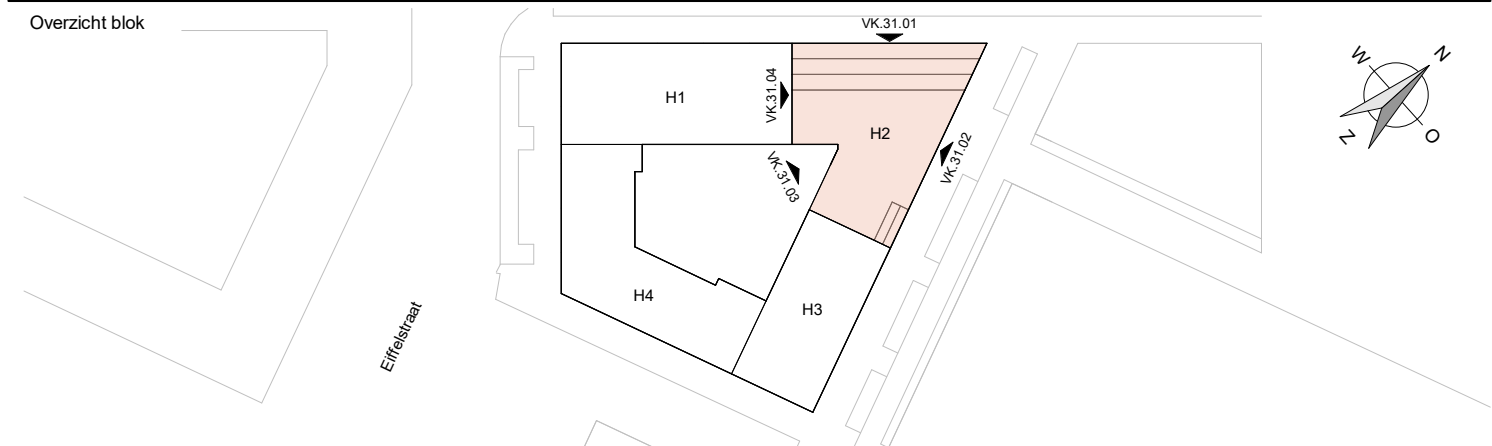 Overzicht blok
VK.31.01
W
N
H1
VK.31.04
H2
Z
O
VK.31.02
VK.31.03
H4
H3
Eiffelstraat